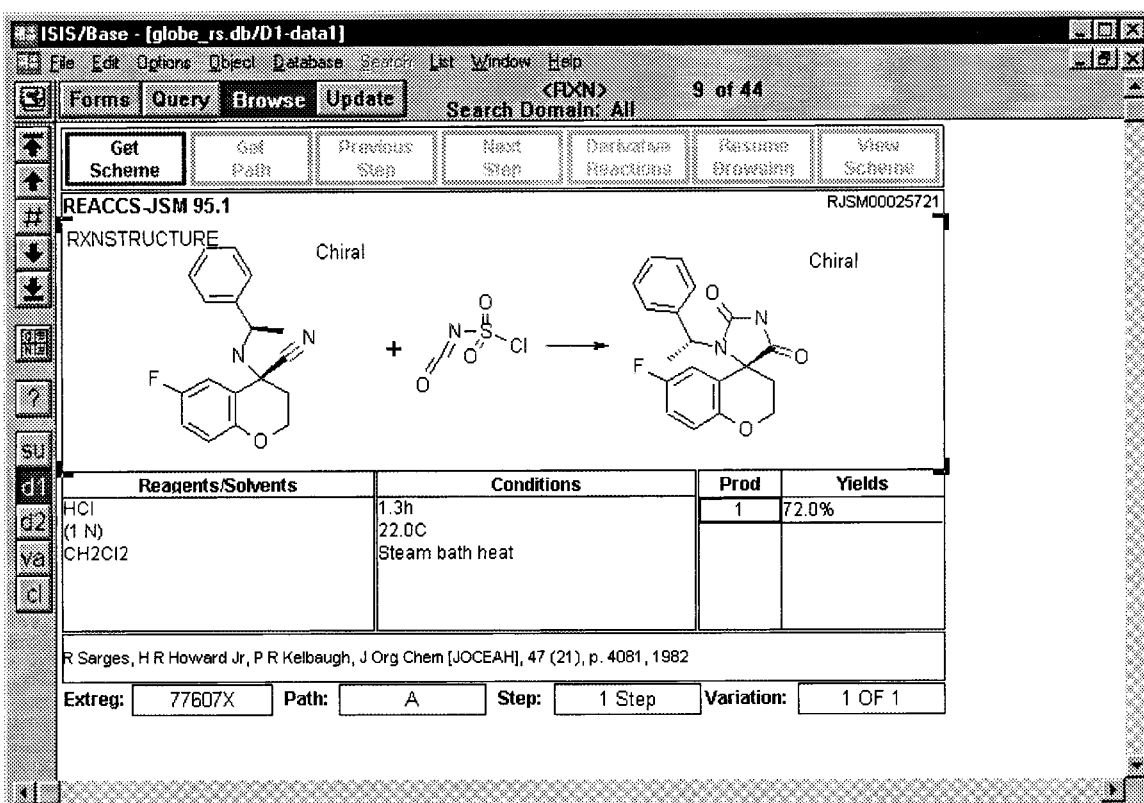 ISIS/Base - [globe_rs.db/D1-data1]
File Edit Options Object Database Search List Window Help
Forms Query Browse Update <RXN> 9 of 44
Search Domain: All
Get Scheme
Get Path
Previous Step
Next Step
Derivative Reactions
Resume Browsing
View Scheme
REACCS-JSM 95.1 RJSM00025721
RXNSTRUCTURE
Chiral
Chiral
N
N
F
O
+
O
N
S
O
Cl
O
O
N
N
O
F
O
#
?
su
d1
d2
va
cl
Reagents/Solvents Conditions Prod Yields
HCl 1.3h 1 72.0%
(1 N) 22.0C
CH2Cl2 Steam bath heat
R Sarges, H R Howard Jr, P R Kelbaugh, J Org Chem [JOCEAH], 47 (21), p. 4081, 1982
Extreg: 77607X Path: A Step: 1 Step Variation: 1 OF 1